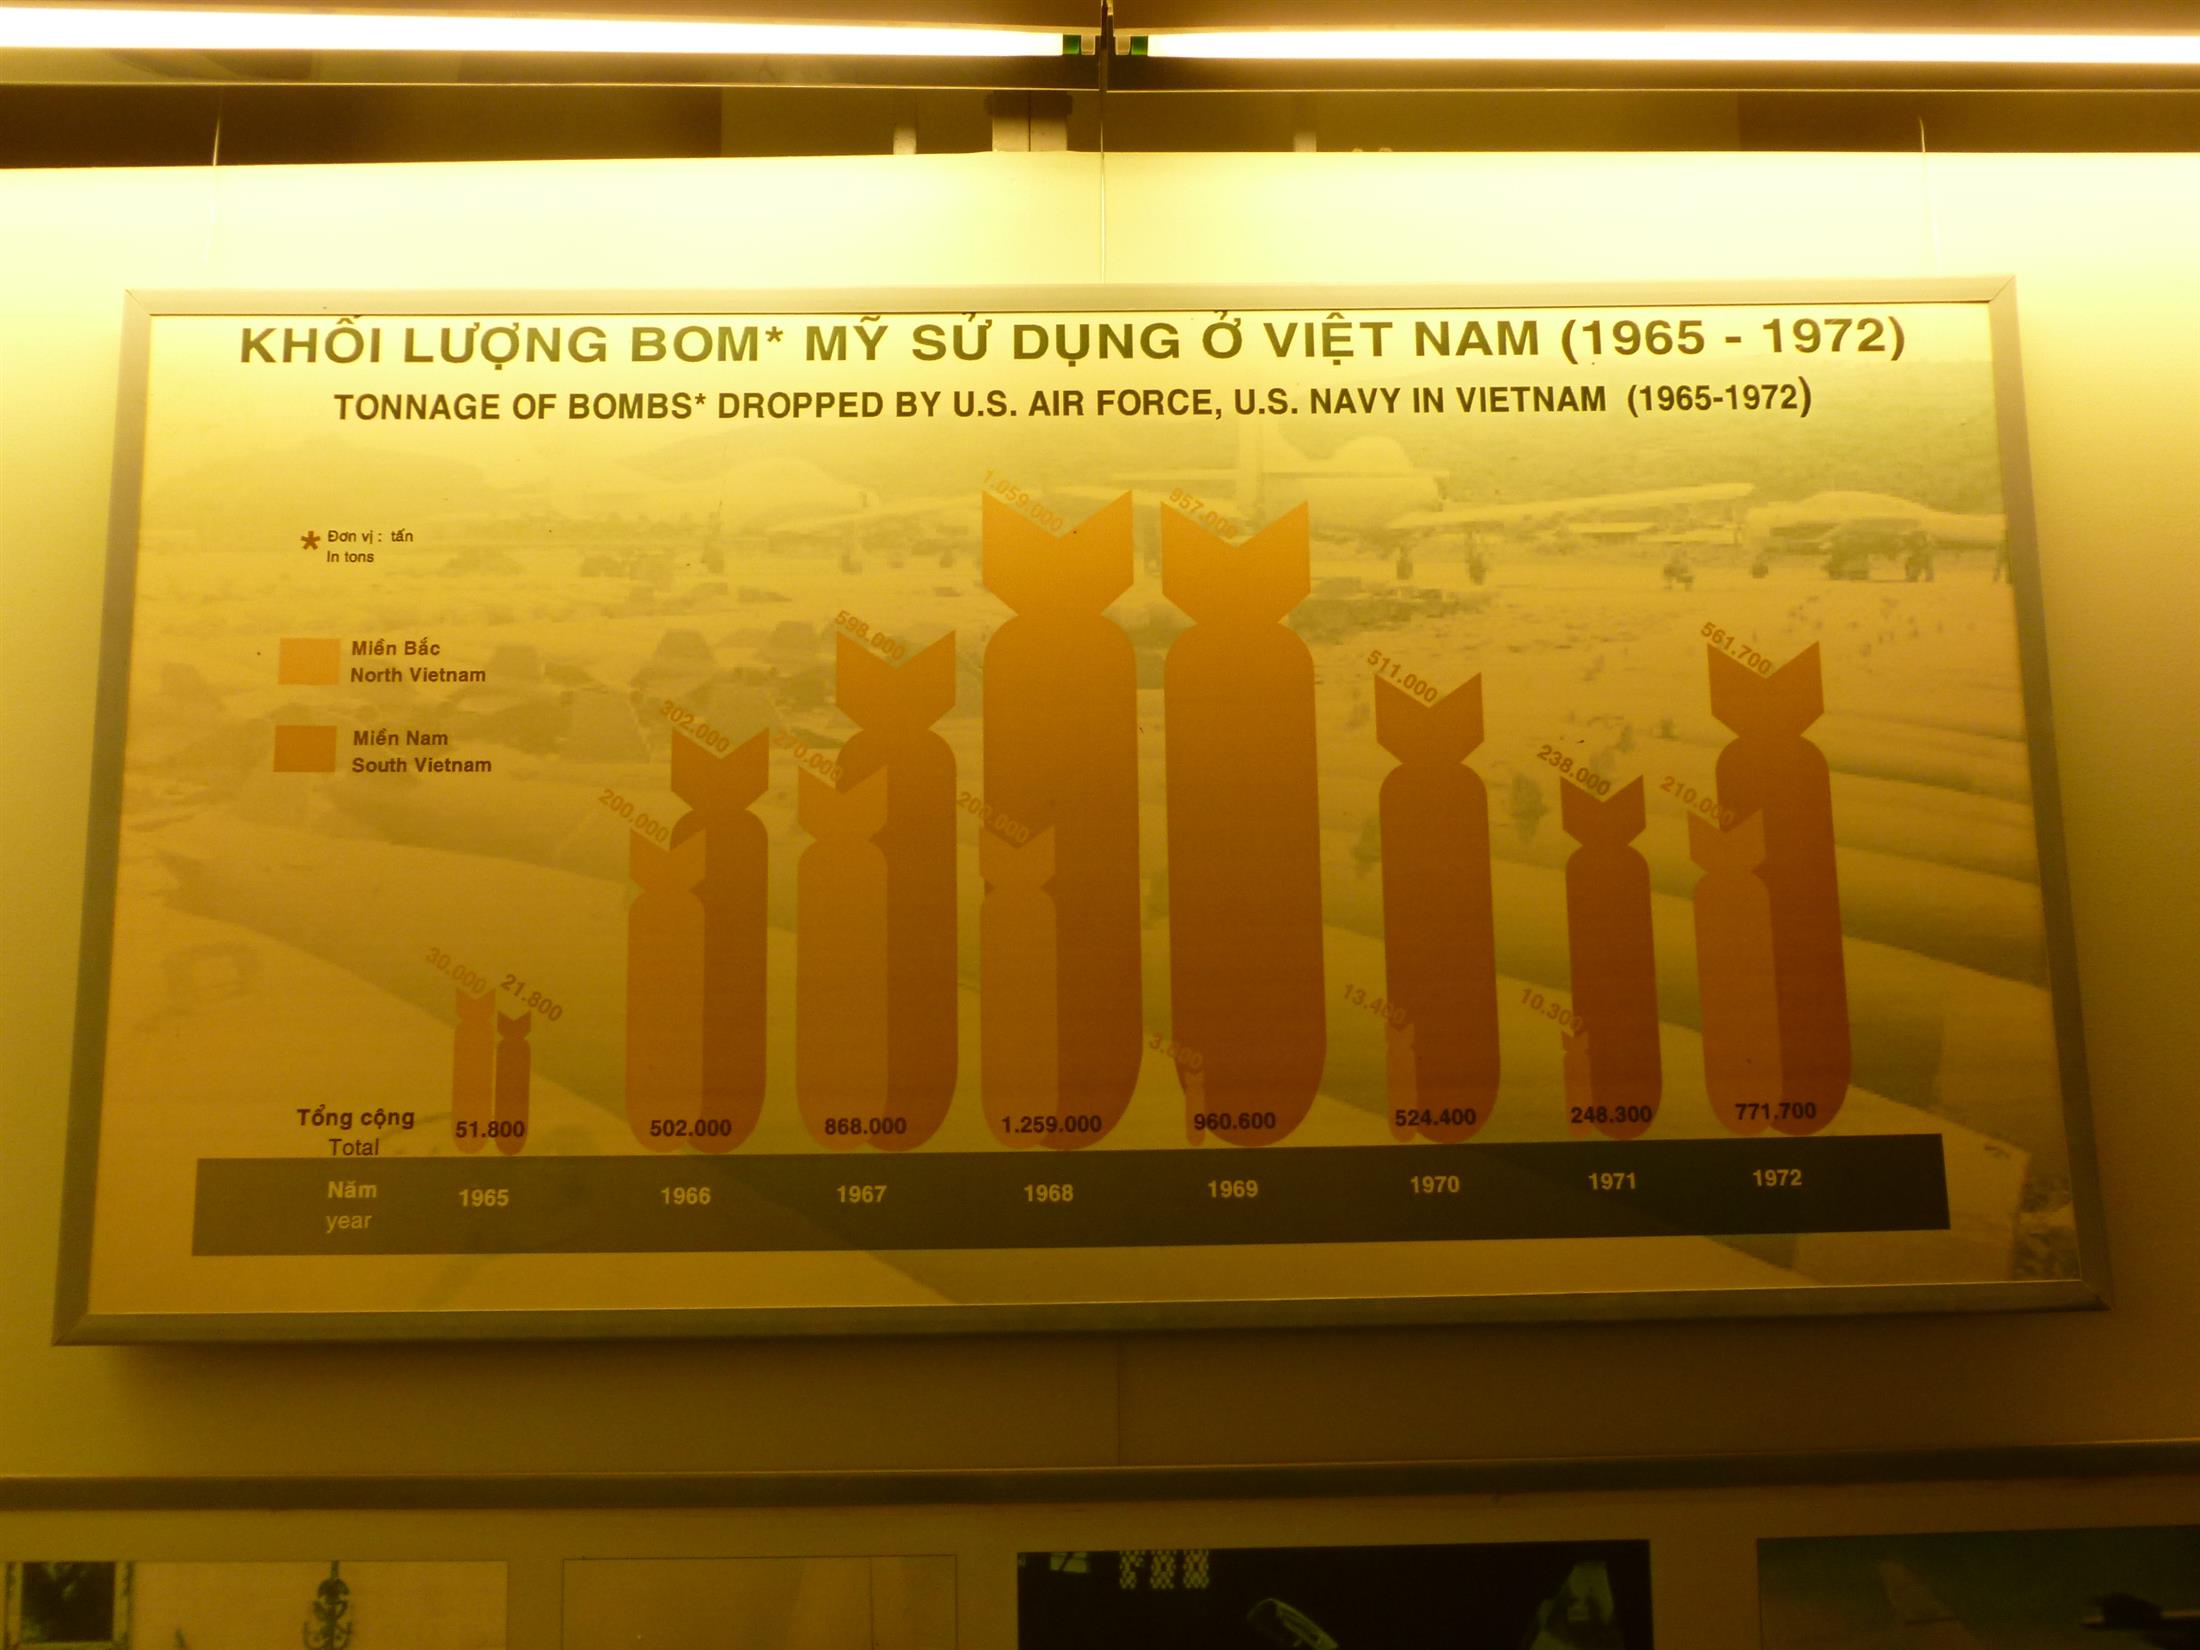 KHỐI LƯỢNG BOM* MỸ SỬ DỤNG Ở VIỆT NAM (1965 - 1972)
TONNAGE OF BOMBS* DROPPED BY U.S. AIR FORCE, U.S. NAVY IN VIETNAM (1965-1972)
* Đơn vị : tấn
In tons
Miền Bắc
North Vietnam
Miền Nam
South Vietnam
30.000 21.800
200.000 302.000
270.000 598.000
200.000 1.059.000
957.000
13.400 511.000
10.300 238.000
210.000 561.700
Tổng cộng
Total
51.800 502.000 868.000 1.259.000 960.600 524.400 248.300 771.700
Năm
year
1965 1966 1967 1968 1969 1970 1971 1972